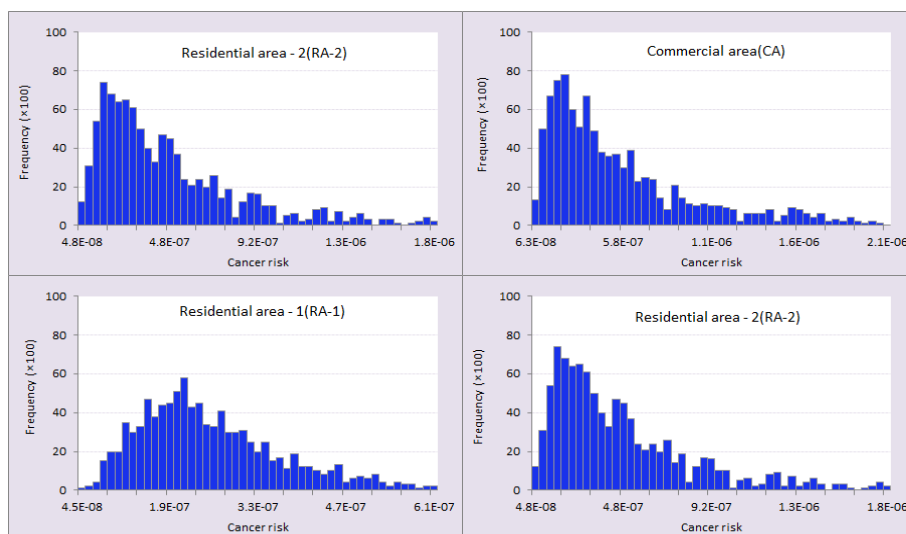 Residential area - 2(RA-2)
Frequency (×100)
100
80
60
40
20
0
4.8E-08 4.8E-07 9.2E-07 1.3E-06 1.8E-06
Cancer risk
Commercial area(CA)
Frequency (×100)
100
80
60
40
20
0
6.3E-08 5.8E-07 1.1E-06 1.6E-06 2.1E-06
Cancer risk
Residential area - 1(RA-1)
Frequency (×100)
100
80
60
40
20
0
4.5E-08 1.9E-07 3.3E-07 4.7E-07 6.1E-07
Cancer risk
Residential area - 2(RA-2)
Frequency (×100)
100
80
60
40
20
0
4.8E-08 4.8E-07 9.2E-07 1.3E-06 1.8E-06
Cancer risk